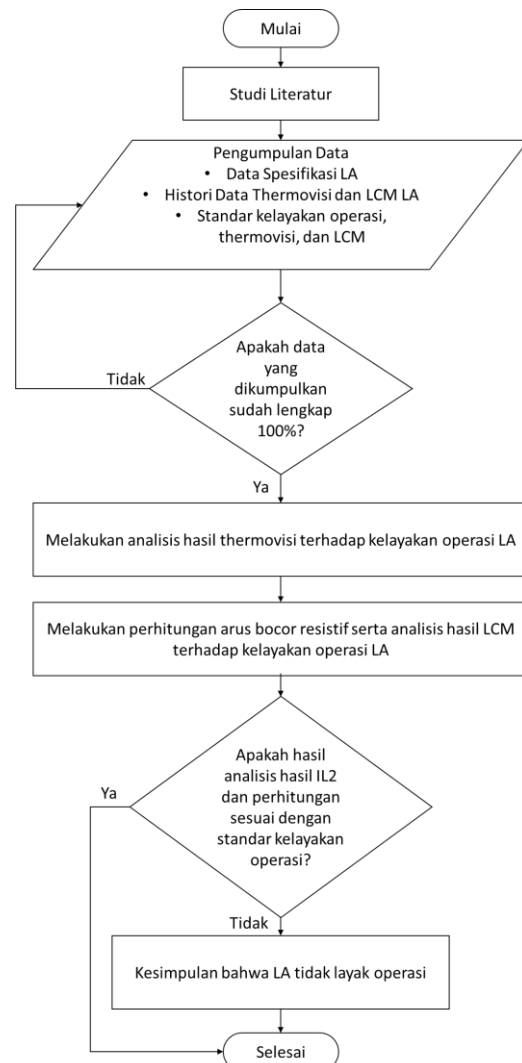 Mulai
Studi Literatur
Pengumpulan Data
• Data Spesifikasi LA
• Histori Data Thermovisi dan LCM LA
• Standar kelayakan operasi,
thermovisi, dan LCM
Tidak
Apakah data
yang
dikumpulkan
sudah lengkap
100%?
Ya
Melakukan analisis hasil thermovisi terhadap kelayakan operasi LA
Melakukan perhitungan arus bocor resistif serta analisis hasil LCM
terhadap kelayakan operasi LA
Ya
Apakah hasil
analisis hasil IL2
dan perhitungan
sesuai dengan
standar kelayakan
operasi?
Tidak
Kesimpulan bahwa LA tidak layak operasi
Selesai